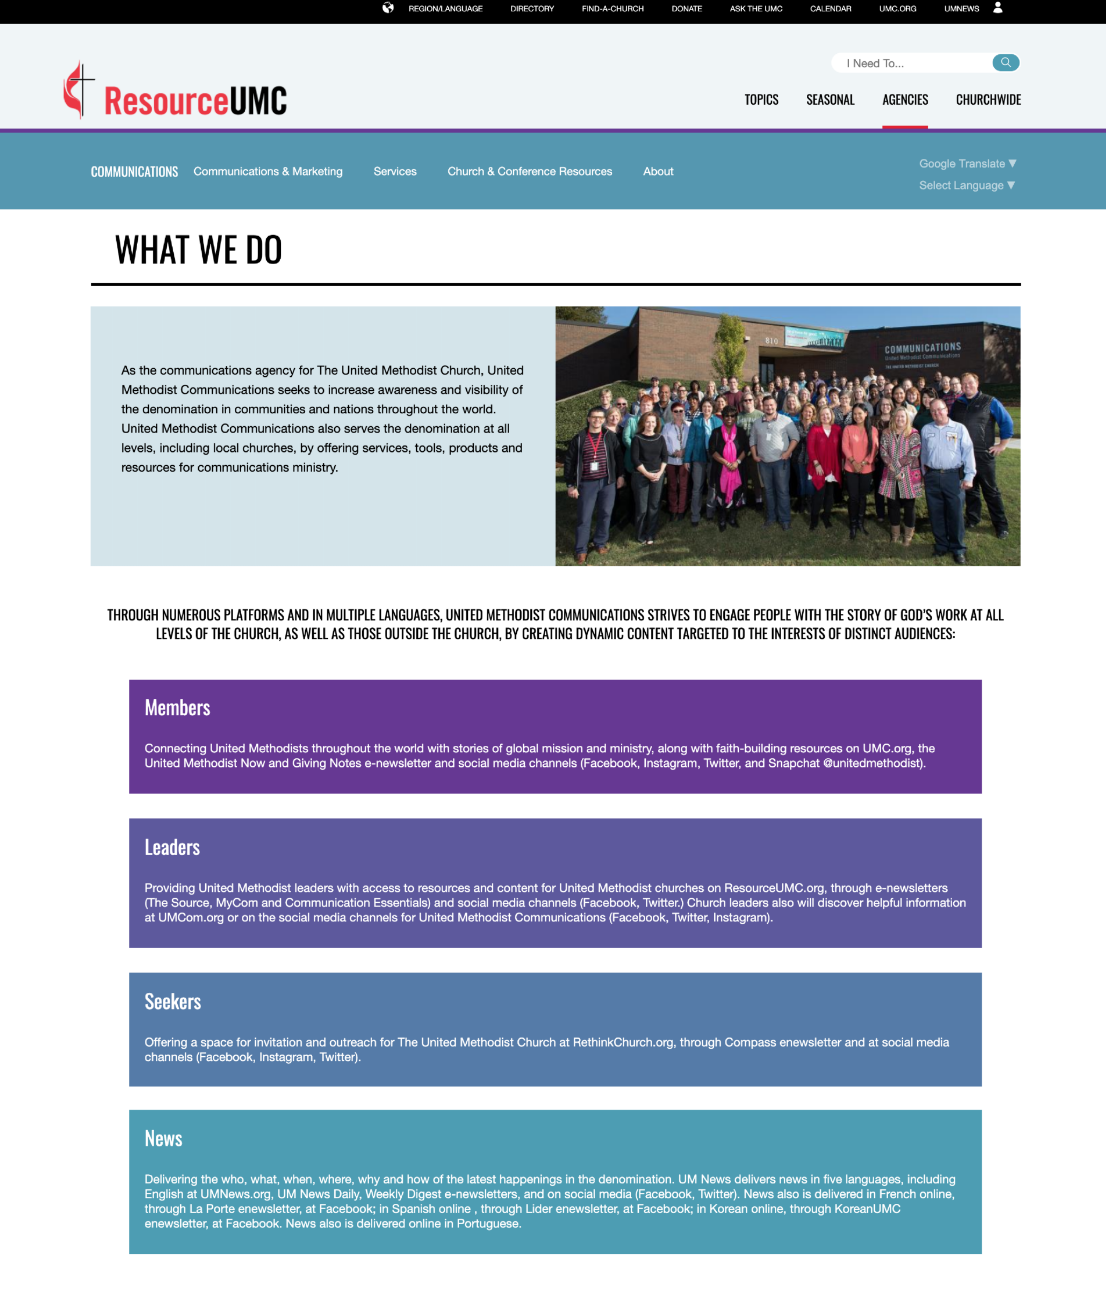 REGION/LANGUAGE DIRECTORY FIND-A-CHURCH DONATE ASK THE UMC CALENDAR UMC.ORG UMNEWS
I Need To...
ResourceUMC
TOPICS SEASONAL AGENCIES CHURCHWIDE
COMMUNICATIONS Communications & Marketing Services Church & Conference Resources About
Google Translate ▼
Select Language ▼
WHAT WE DO
As the communications agency for The United Methodist Church, United
Methodist Communications seeks to increase awareness and visibility of
the denomination in communities and nations throughout the world.
United Methodist Communications also serves the denomination at all
levels, including local churches, by offering services, tools, products and
resources for communications ministry.
810
COMMUNICATIONS
United Methodist Communications
THE UNITED METHODIST CHURCH
THROUGH NUMEROUS PLATFORMS AND IN MULTIPLE LANGUAGES, UNITED METHODIST COMMUNICATIONS STRIVES TO ENGAGE PEOPLE WITH THE STORY OF GOD'S WORK AT ALL
LEVELS OF THE CHURCH, AS WELL AS THOSE OUTSIDE THE CHURCH, BY CREATING DYNAMIC CONTENT TARGETED TO THE INTERESTS OF DISTINCT AUDIENCES:
Members
Connecting United Methodists throughout the world with stories of global mission and ministry, along with faith-building resources on UMC.org, the
United Methodist Now and Giving Notes e-newsletter and social media channels (Facebook, Instagram, Twitter, and Snapchat @unitedmethodist).
Leaders
Providing United Methodist leaders with access to resources and content for United Methodist churches on ResourceUMC.org, through e-newsletters
(The Source, MyCom and Communication Essentials) and social media channels (Facebook, Twitter.) Church leaders also will discover helpful information
at UMCom.org or on the social media channels for United Methodist Communications (Facebook, Twitter, Instagram).
Seekers
Offering a space for invitation and outreach for The United Methodist Church at RethinkChurch.org, through Compass enewsletter and at social media
channels (Facebook, Instagram, Twitter).
News
Delivering the who, what, when, where, why and how of the latest happenings in the denomination. UM News delivers news in five languages, including
English at UMNews.org, UM News Daily, Weekly Digest e-newsletters, and on social media (Facebook, Twitter). News also is delivered in French online,
through La Porte enewsletter, at Facebook; in Spanish online , through Lider enewsletter, at Facebook; in Korean online, through KoreanUMC
enewsletter, at Facebook. News also is delivered online in Portuguese.